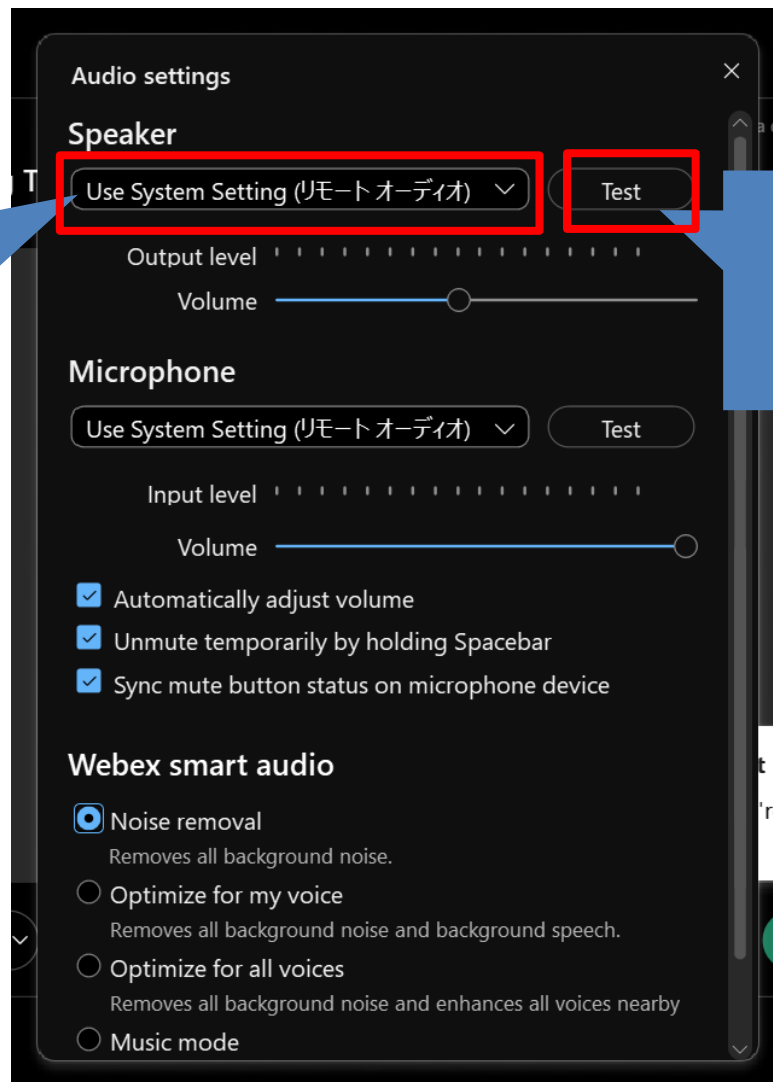 Audio settings
Speaker
T
Use System Setting (リモート オーディオ)
Test
Output level
Volume
Microphone
Use System Setting (リモート オーディオ)
Test
Input level
Volume
Automatically adjust volume
Unmute temporarily by holding Spacebar
Sync mute button status on microphone device
Webex smart audio
Noise removal
Removes all background noise.
Optimize for my voice
Removes all background noise and background speech.
Optimize for all voices
Removes all background noise and enhances all voices nearby
Music mode